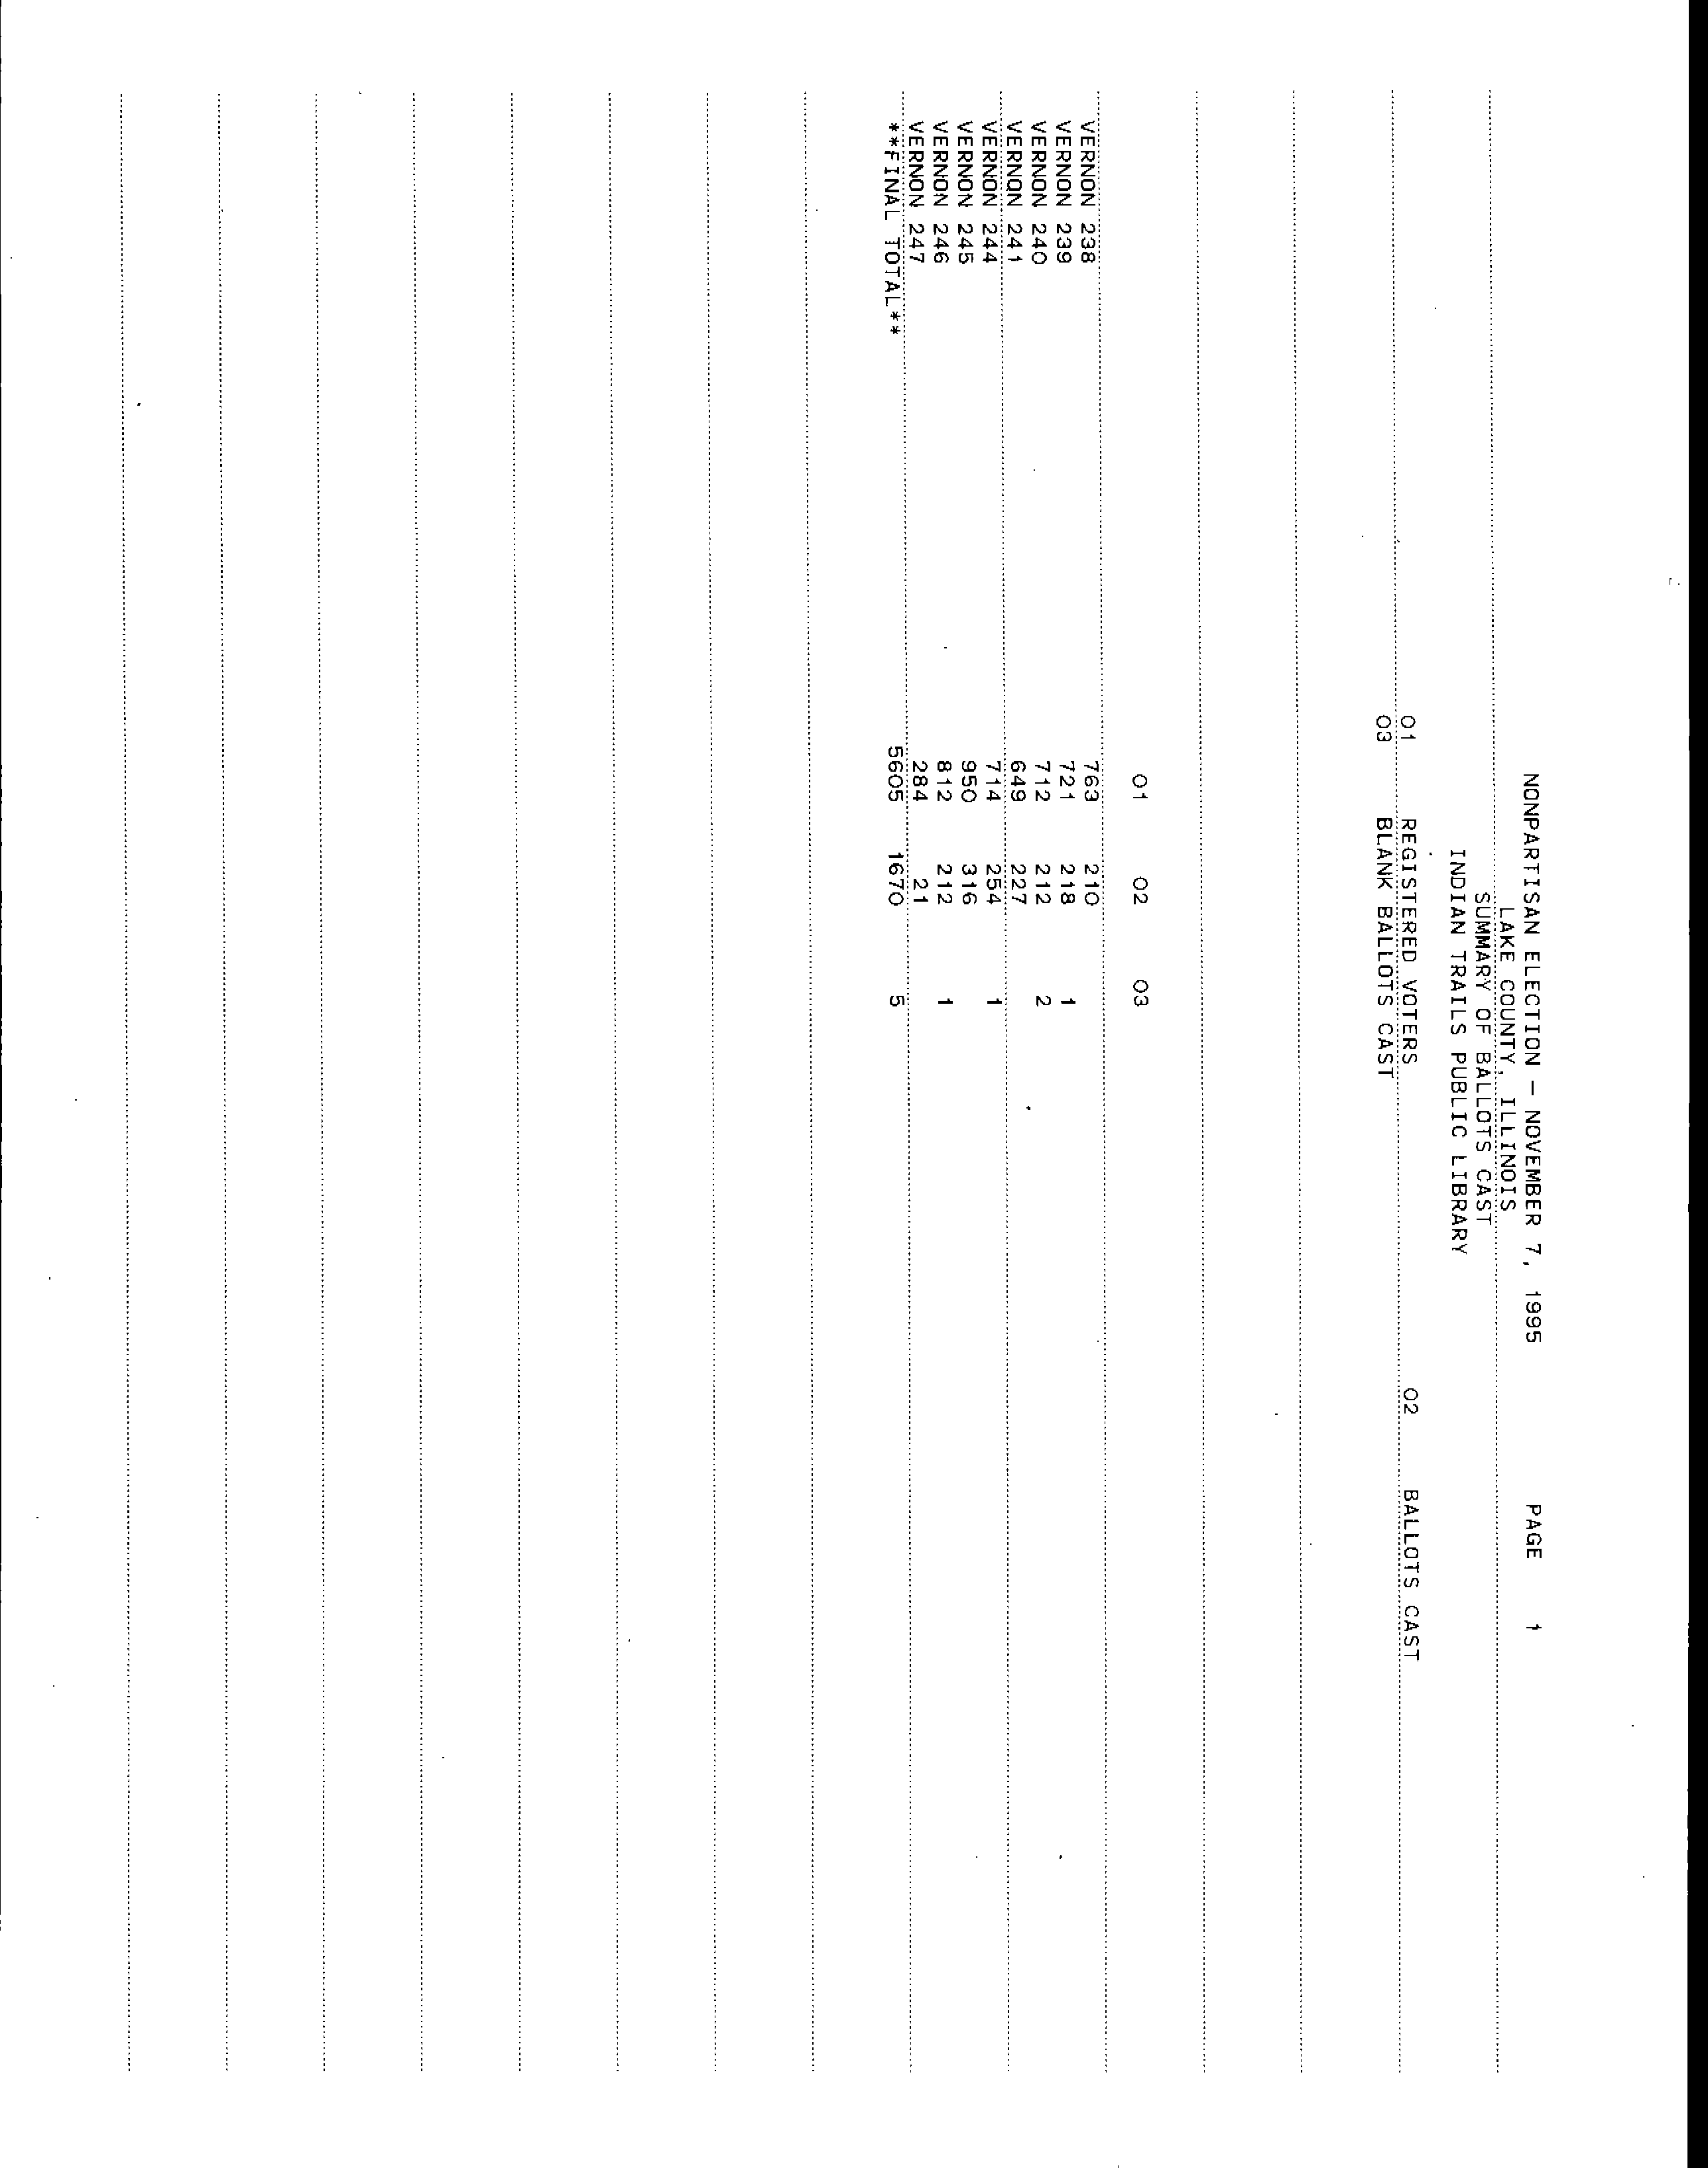 NONPARTISAN ELECTION - NOVEMBER 7, 1995 PAGE 1
LAKE COUNTY, ILLINOIS
SUMMARY OF BALLOTS CAST
INDIAN TRAILS PUBLIC LIBRARY
01 REGISTERED VOTERS 02 BALLOTS CAST
03 BLANK BALLOTS CAST
01 02 03
VERNON 238 763 210
VERNON 239 721 218 1
VERNON 240 712 212 2
VERNON 241 649 227
VERNON 244 714 254 1
VERNON 245 950 316
VERNON 246 812 212 1
VERNON 247 284 21
**FINAL TOTAL** 5605 1670 5